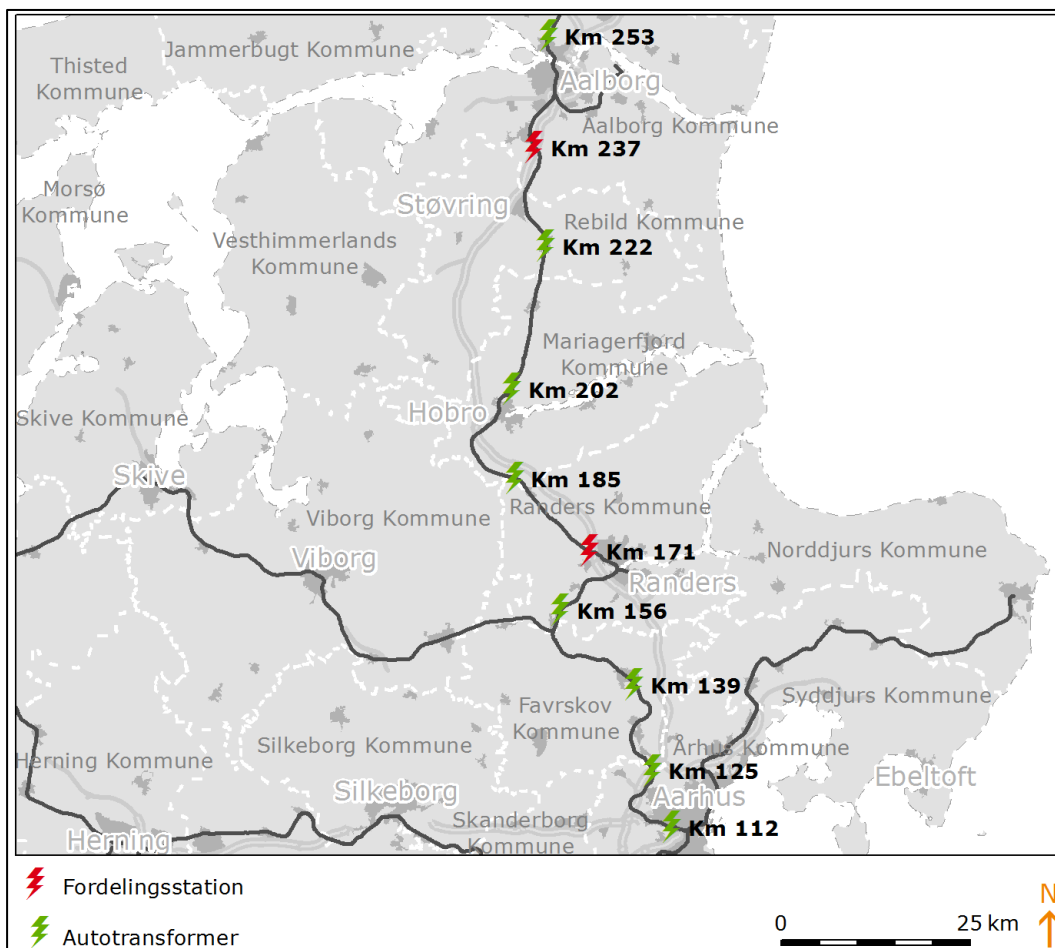 Km 253
Jammerbugt Kommune
Thisted
Kommune
Aalborg
Aalborg Kommune
Km 237
Morsø
Kommune
Støvring
Rebild Kommune
Vesthimmerlands
Kommune
Km 222
Mariagerfjord
Kommune
Km 202
Hobro
Skive Kommune
Skive
Km 185
Randers Kommune
Viborg Kommune
Km 171
Norddjurs Kommune
Viborg
Randers
Km 156
Km 139
Syddjurs Kommune
Favrskov
Kommune
Silkeborg Kommune
Århus Kommune
Herning Kommune
Km 125
Ebeltoft
Silkeborg
Aarhus
Skanderborg
Kommune
Km 112
Herning
Fordelingsstation
Autotransformer
0 25 km
N